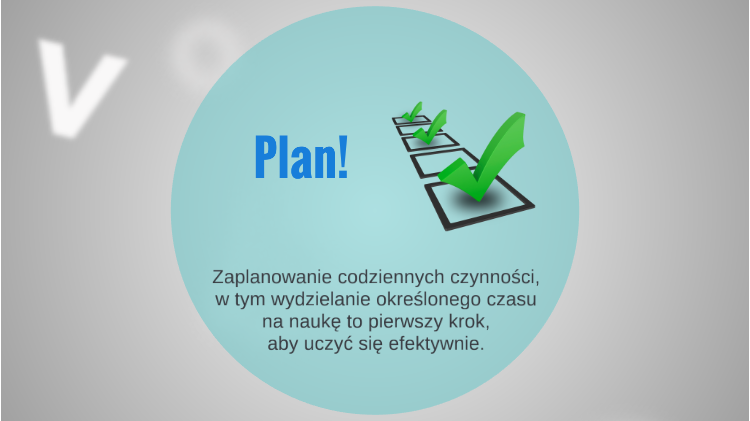 Plan!
Zaplanowanie codziennych czynności,
w tym wydzielanie określonego czasu
na naukę to pierwszy krok,
aby uczyć się efektywnie.